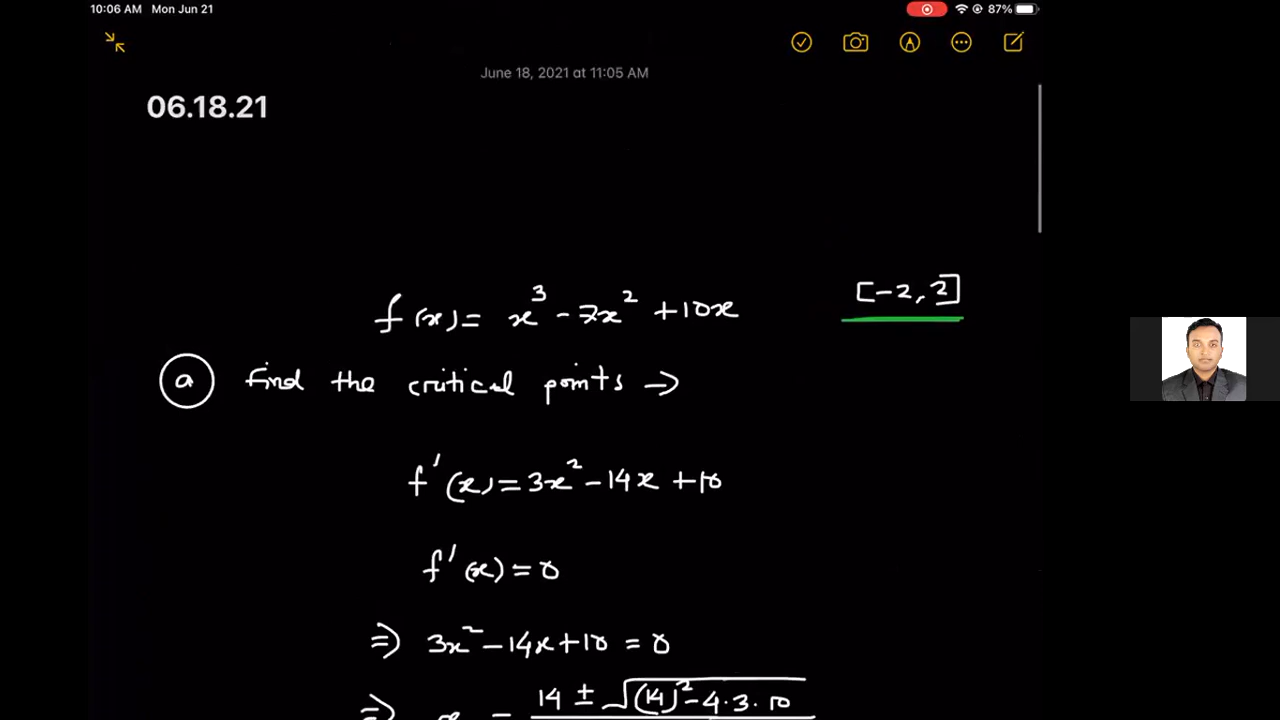 10:06 AM Mon Jun 21 87%
June 18, 2021 at 11:05 AM
06.18.21
f(x) = x³ - 7x² + 10x [-2, 2]
a Find the critical points →
f'(x) = 3x² - 14x + 10
f'(x) = 0
⇒ 3x² - 14x + 10 = 0
⇒ x = 14 ± √(14)² - 4·3·10